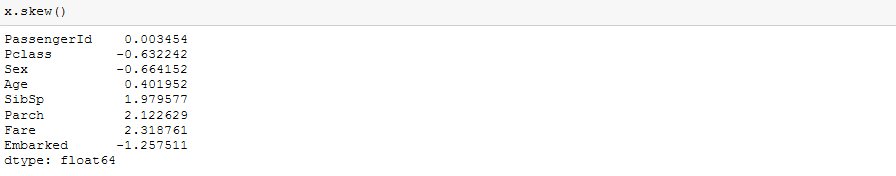 x.skew()
PassengerId    0.003454
Pclass        -0.632242
Sex           -0.664152
Age            0.401952
SibSp          1.979577
Parch          2.122629
Fare           2.318761
Embarked      -1.257511
dtype: float64